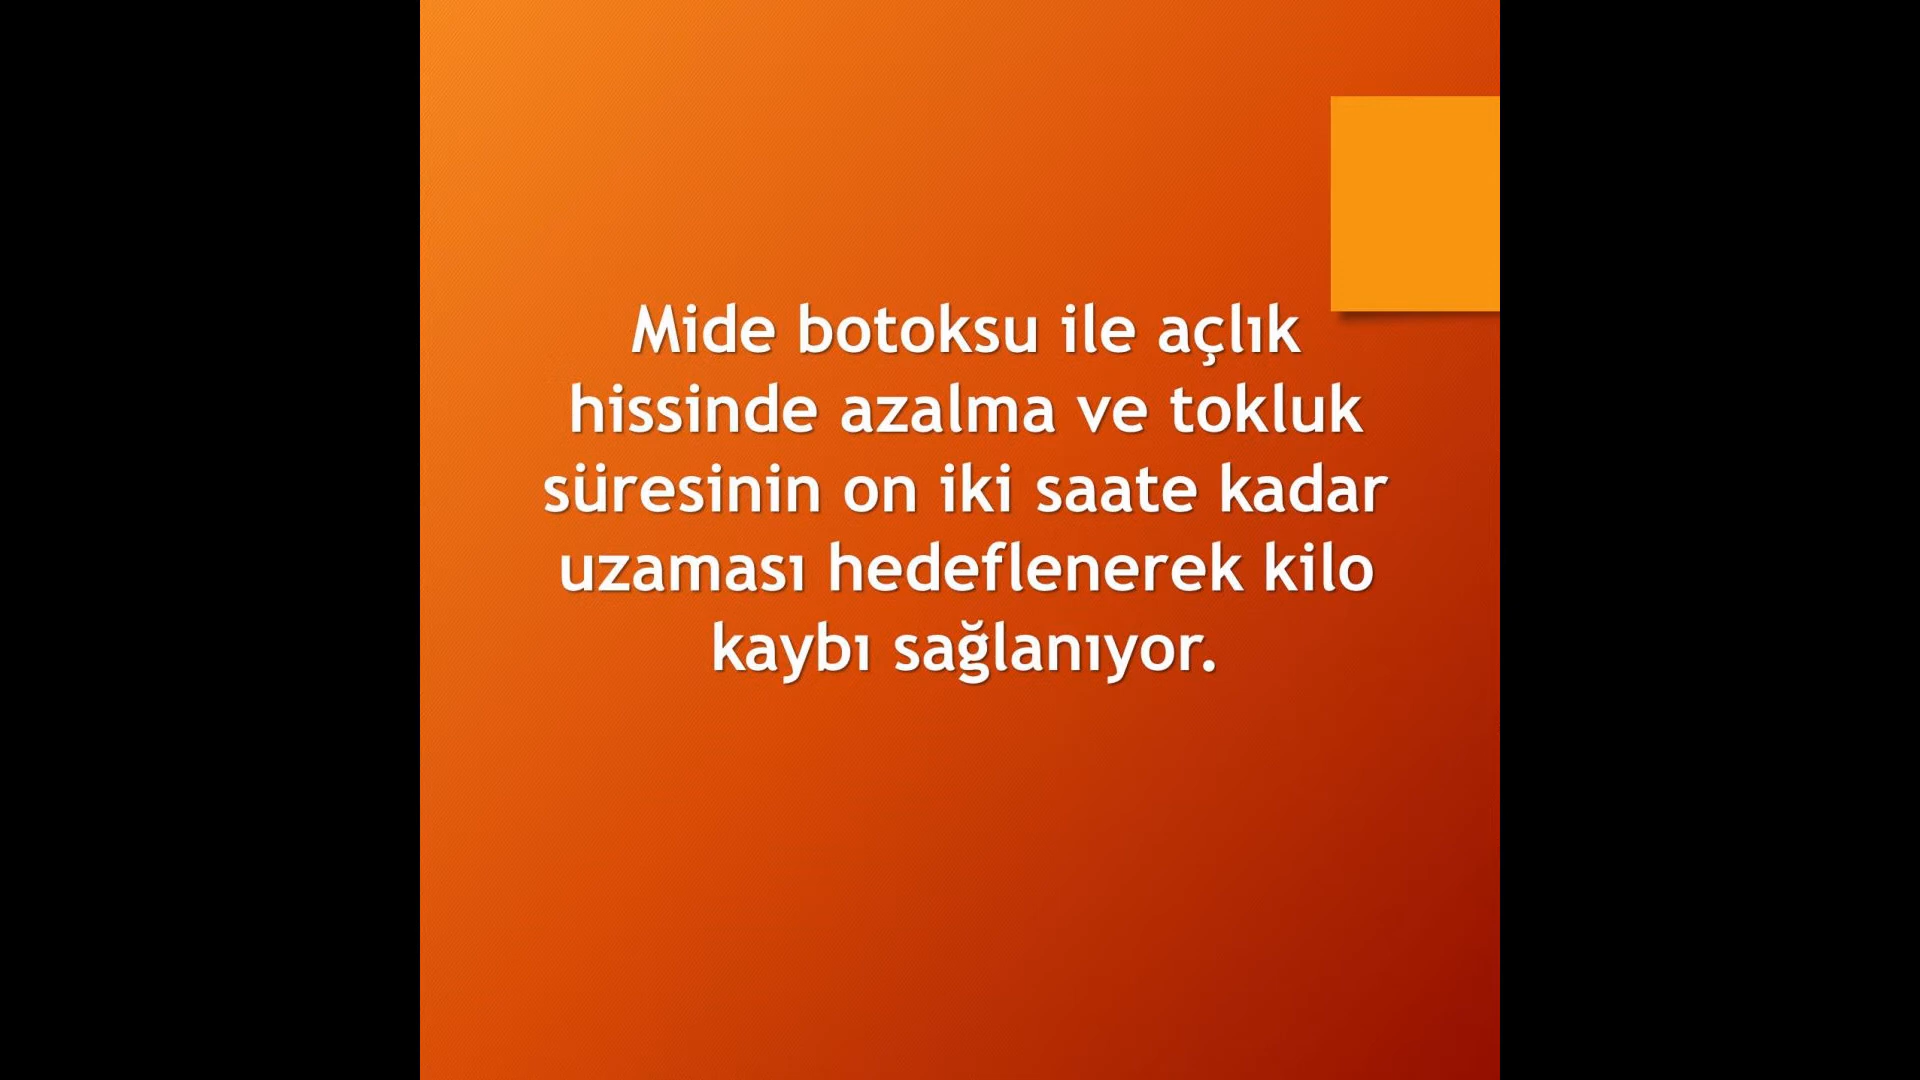 Mide botoksu ile açlık
hissinde azalma ve tokluk
süresinin on iki saate kadar
uzaması hedeflenerek kilo
kaybı sağlanıyor.